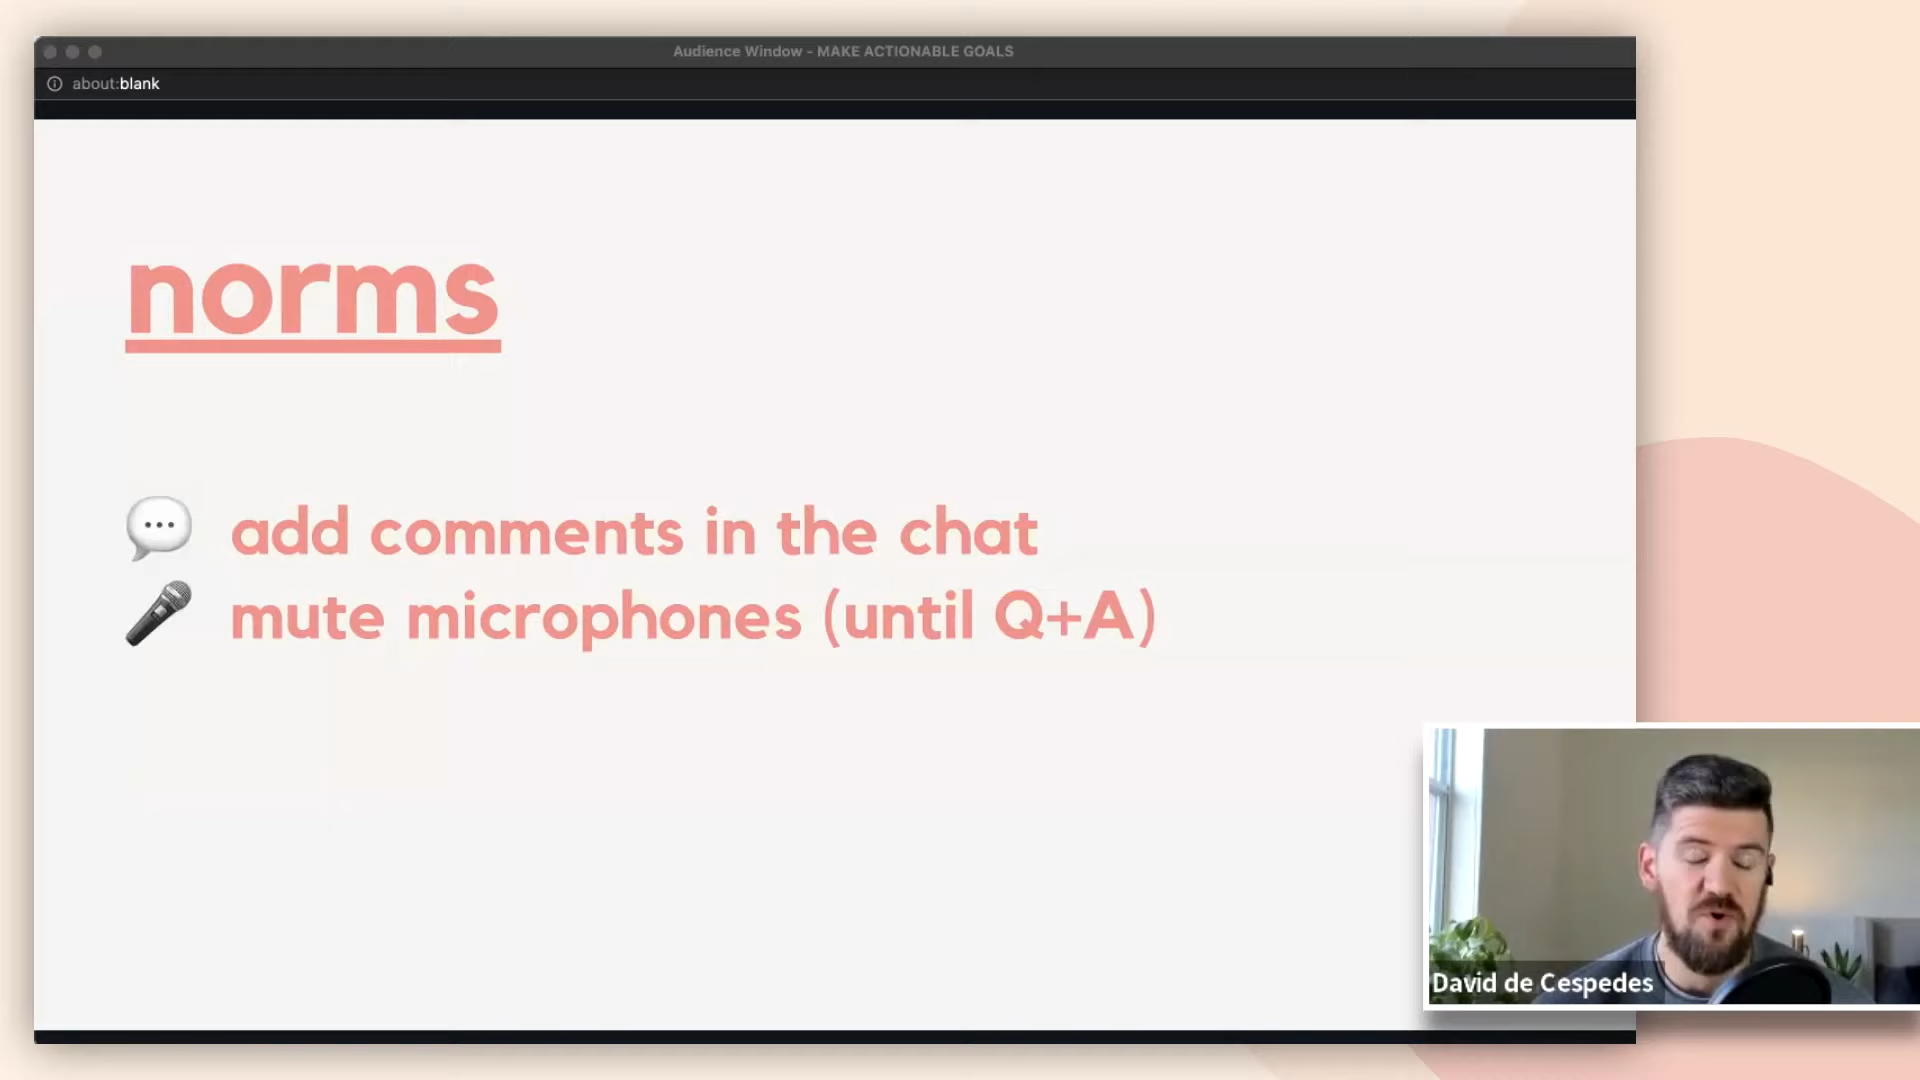 Audience Window - MAKE ACTIONABLE GOALS
about:blank
norms
add comments in the chat
mute microphones (until Q+A)
David de Cespedes